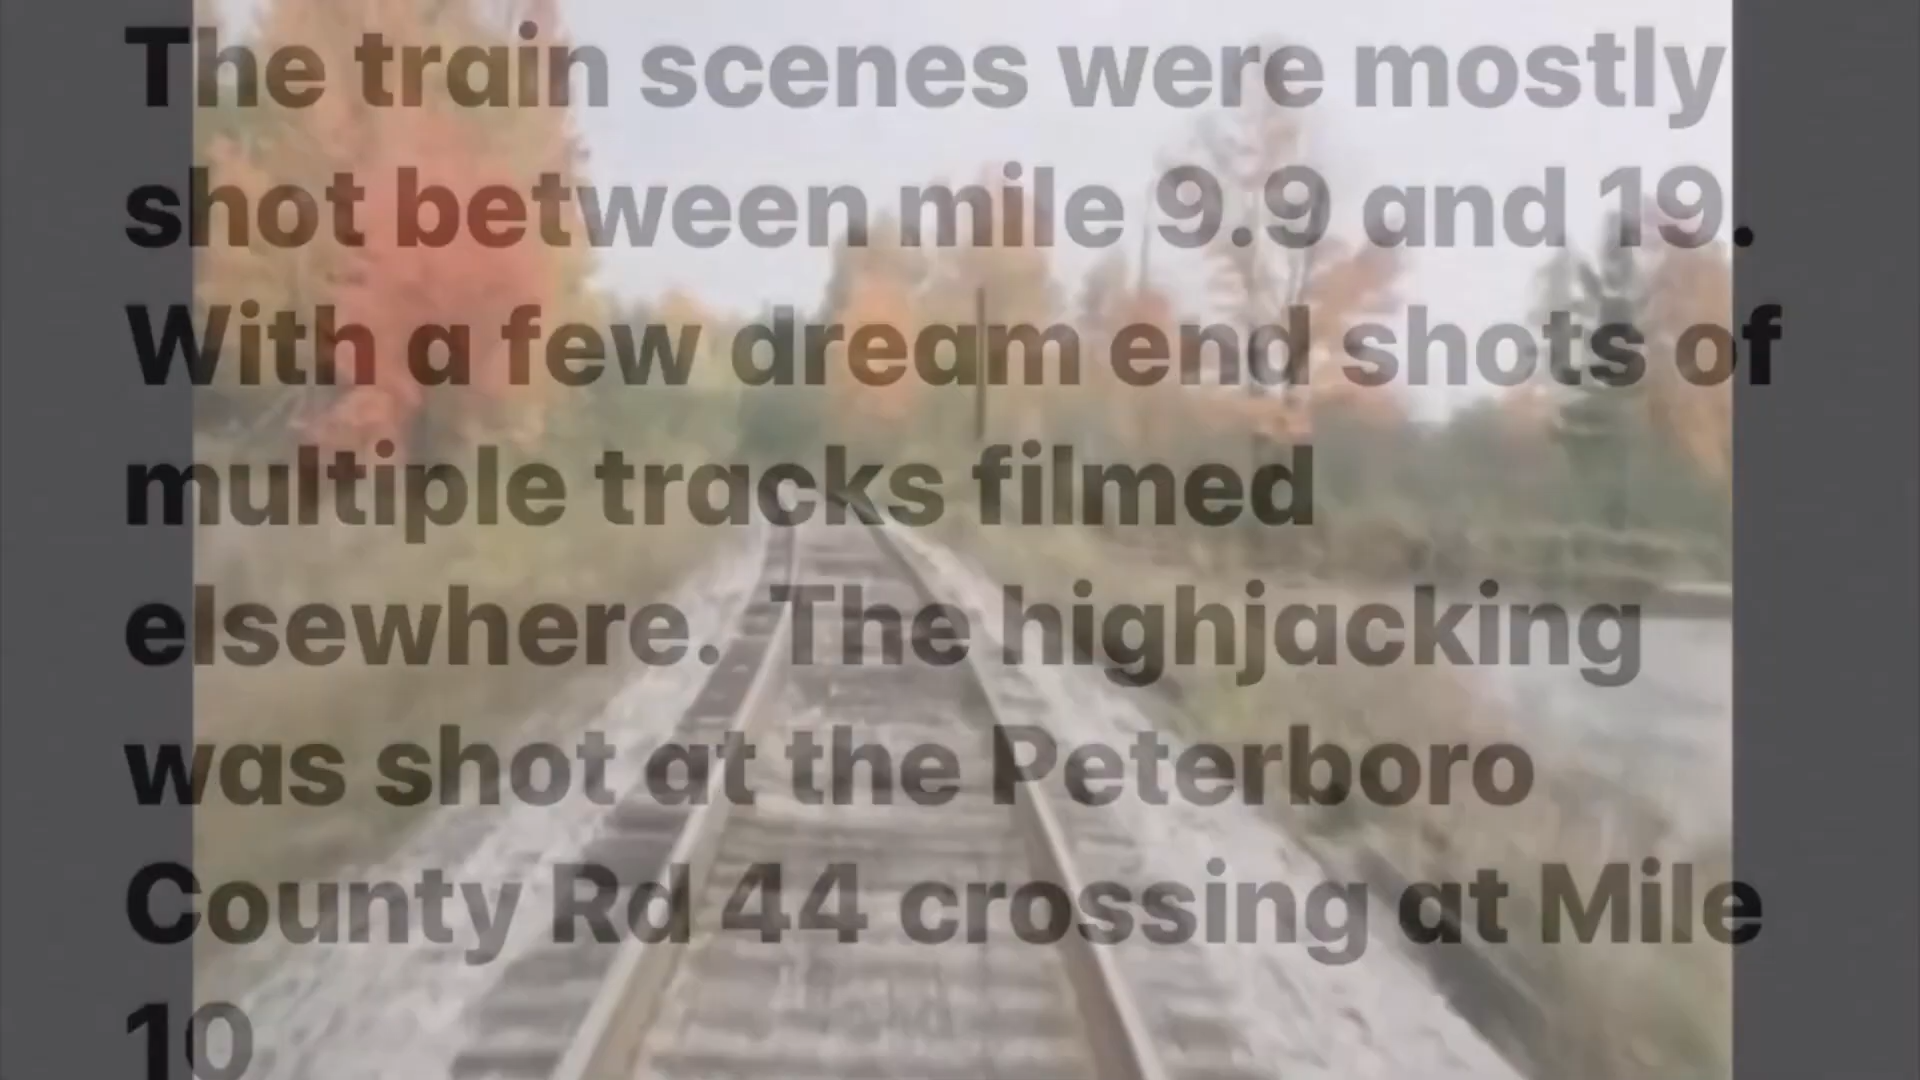 The train scenes were mostly
shot between mile 9.9 and 19.
With a few dream end shots of
multiple tracks filmed
elsewhere. The highjacking
was shot at the Peterboro
County Rd 44 crossing at Mile
10